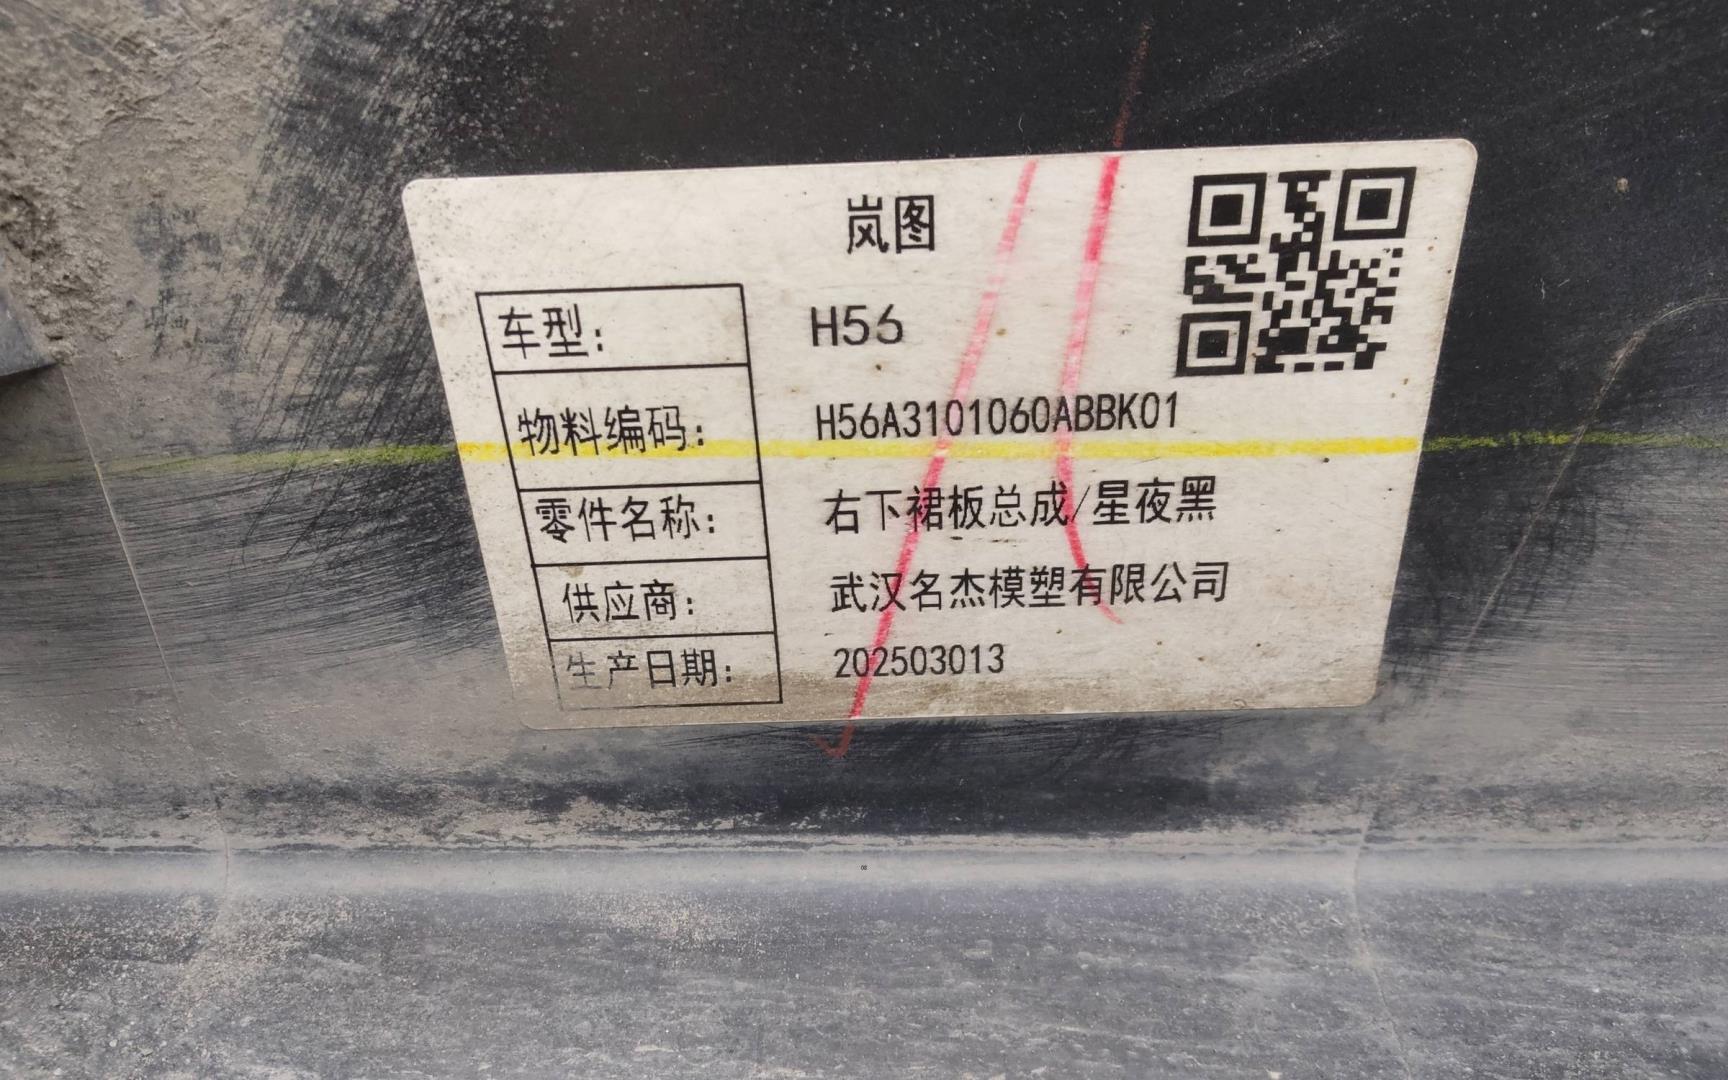 岚图
车型: H56
物料编码: H56A3101060ABBK01
零件名称: 右下裙板总成/星夜黑
供应商: 武汉名杰模塑有限公司
生产日期: 202503013